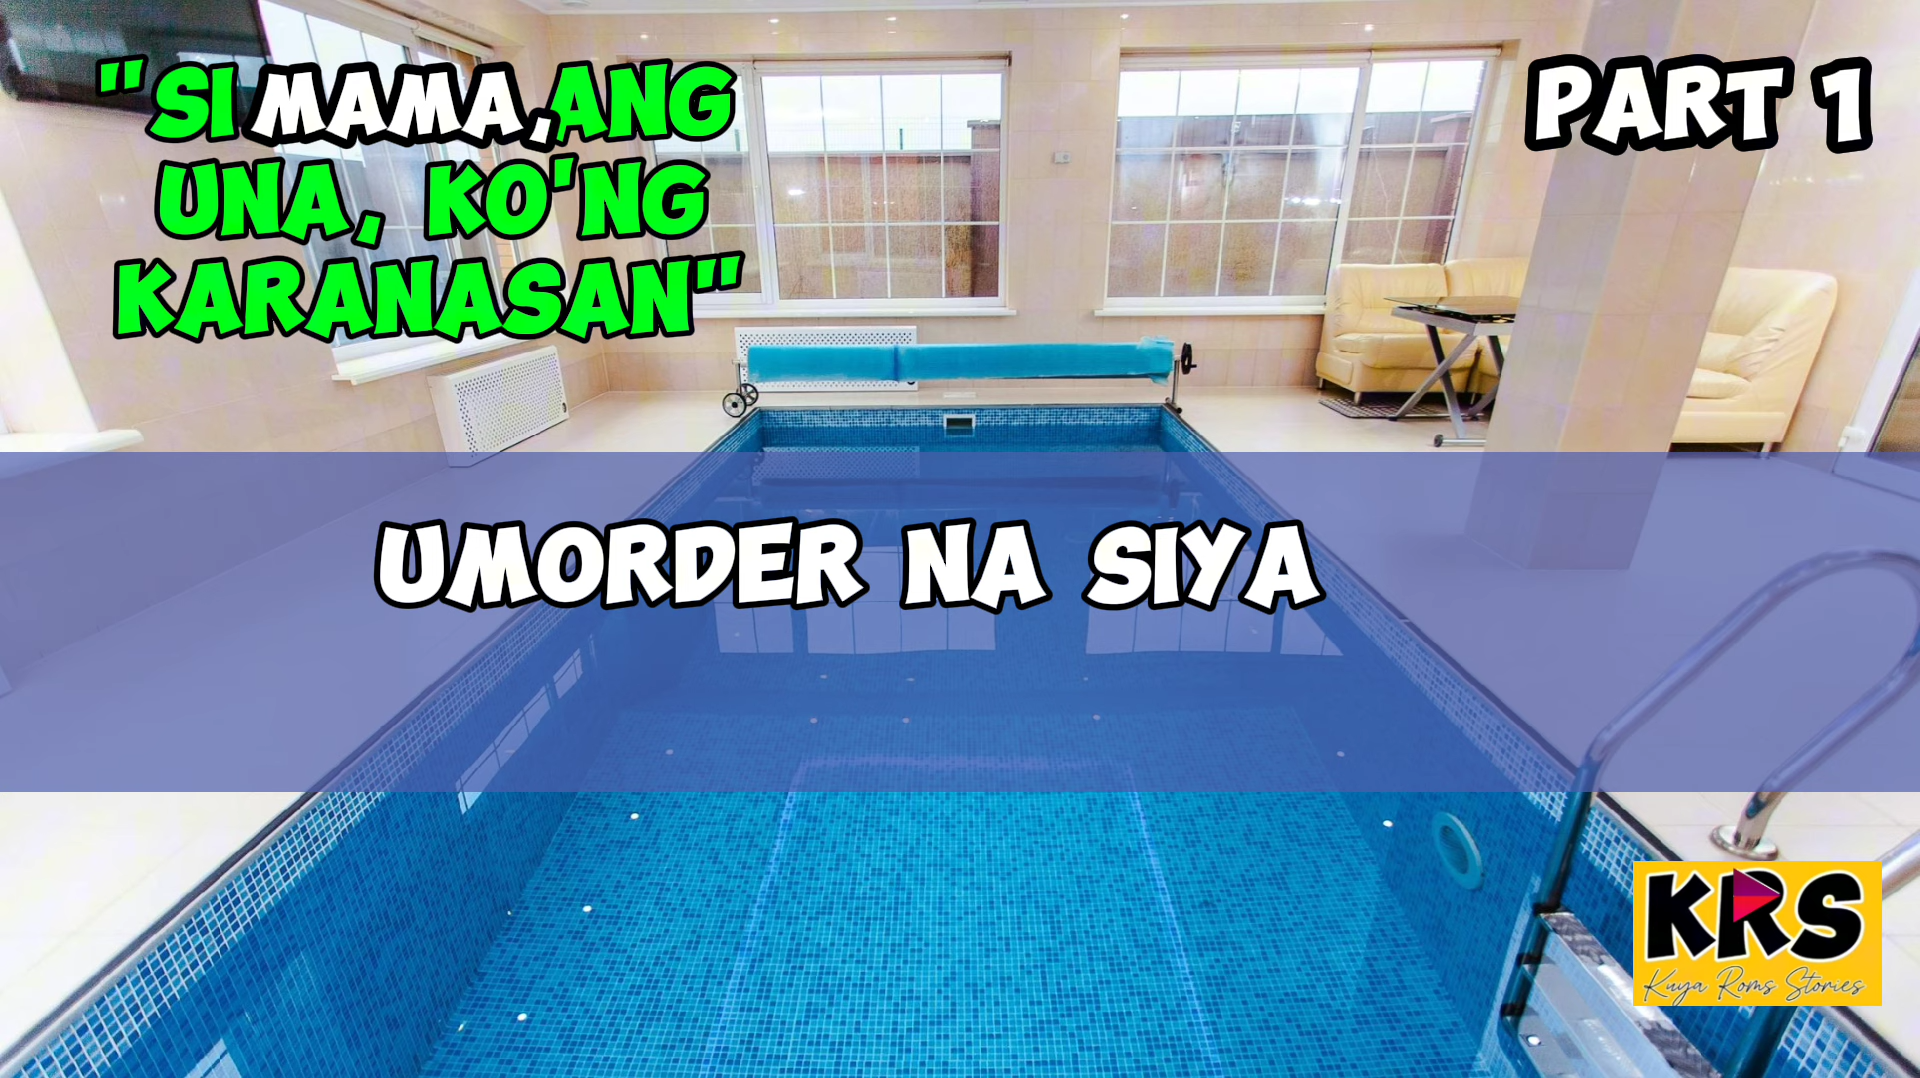 "SI MAMA, ANG
UNA, KO'NG
KARANASAN"
PART 1
UMORDER NA SIYA
KRS
Kuya Roms Stories